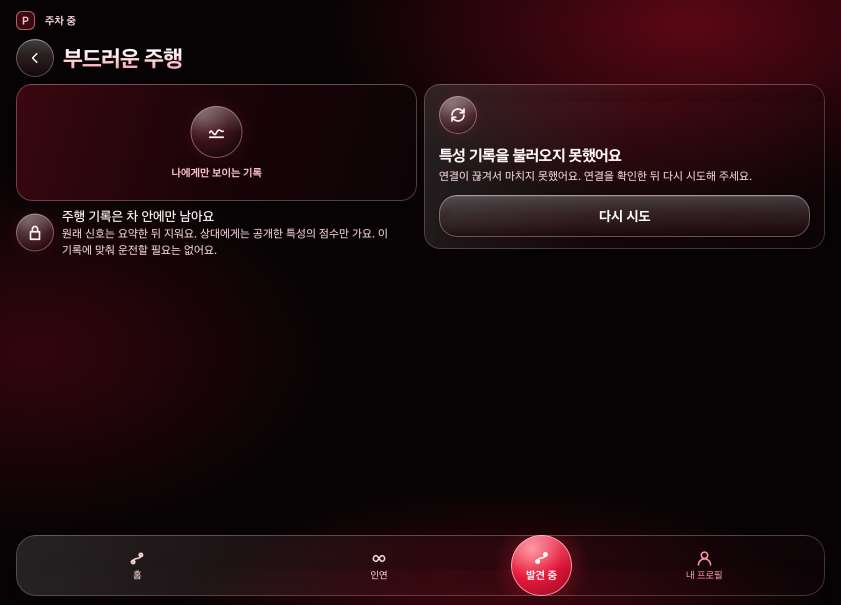 P 주차 중
부드러운 주행
나에게만 보이는 기록
주행 기록은 차 안에만 남아요
원래 신호는 요약한 뒤 지워요. 상대에게는 공개한 특성의 점수만 가요. 이
기록에 맞춰 운전할 필요는 없어요.
특성 기록을 불러오지 못했어요
연결이 끊겨서 마치지 못했어요. 연결을 확인한 뒤 다시 시도해 주세요.
다시 시도
홈
인연
발견 중
내 프로필